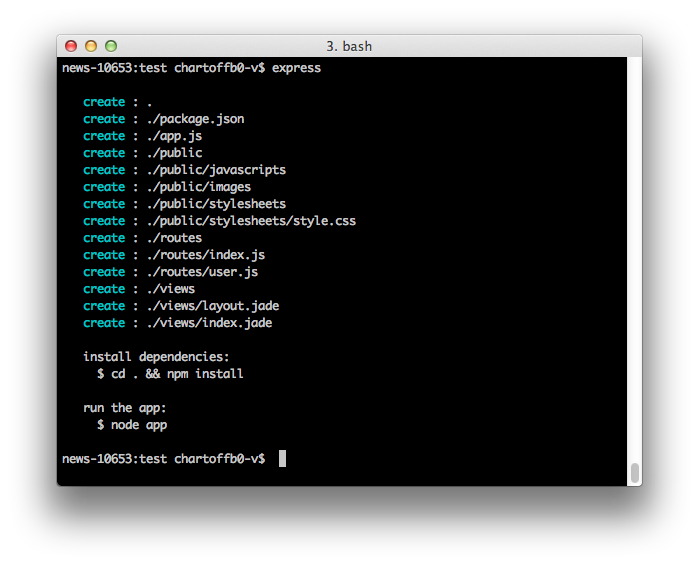 3. bash
news-10653:test chartoffb0-v$ express
create : .
create : ./package.json
create : ./app.js
create : ./public
create : ./public/javascripts
create : ./public/images
create : ./public/stylesheets
create : ./public/stylesheets/style.css
create : ./routes
create : ./routes/index.js
create : ./routes/user.js
create : ./views
create : ./views/layout.jade
create : ./views/index.jade
install dependencies:
$ cd . && npm install
run the app:
$ node app
news-10653:test chartoffb0-v$